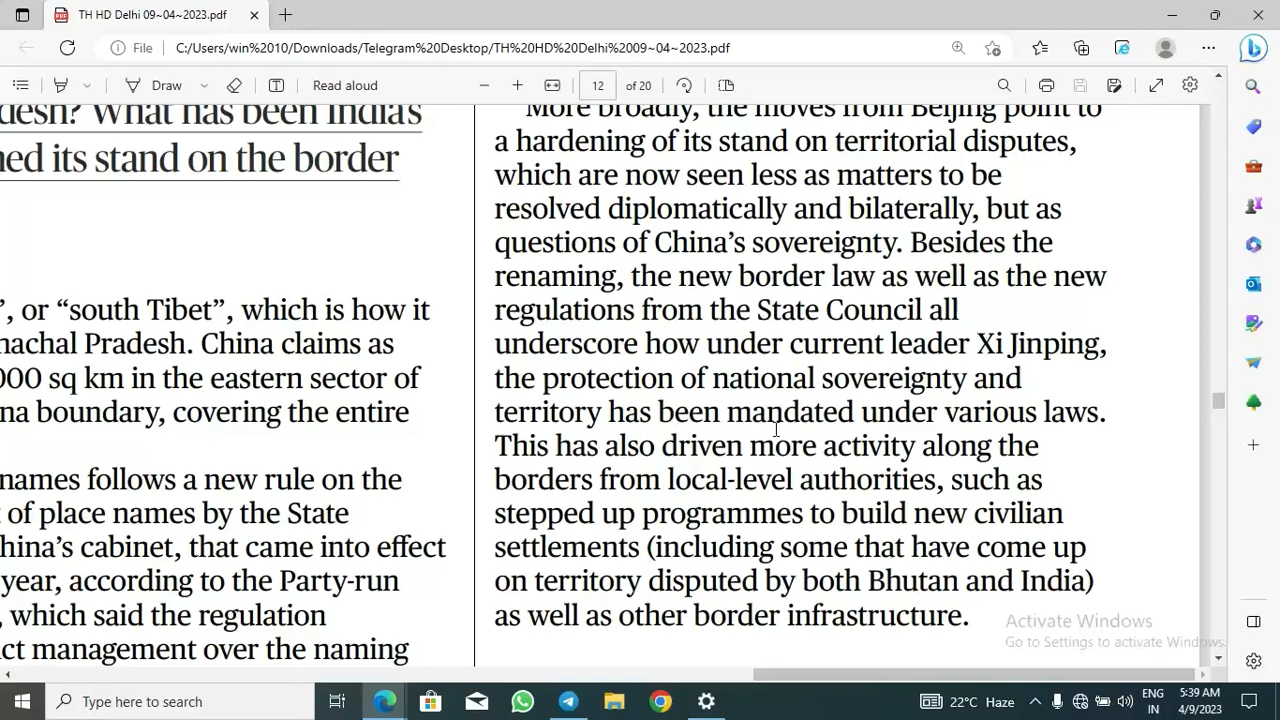 TH HD Delhi 09~04~2023.pdf
File
C:/Users/win%2010/Downloads/Telegram%20Desktop/TH%20HD%20Delhi%2009~04~2023.pdf
Draw
Read aloud
12
of 20
desh? What has been India's
ned its stand on the border
', or “south Tibet”, which is how it
nachal Pradesh. China claims as
000 sq km in the eastern sector of
na boundary, covering the entire
names follows a new rule on the
t of place names by the State
hina’s cabinet, that came into effect
year, according to the Party-run
, which said the regulation
ct management over the naming
More broadly, the moves from Beijing point to
a hardening of its stand on territorial disputes,
which are now seen less as matters to be
resolved diplomatically and bilaterally, but as
questions of China’s sovereignty. Besides the
renaming, the new border law as well as the new
regulations from the State Council all
underscore how under current leader Xi Jinping,
the protection of national sovereignty and
territory has been mandated under various laws.
This has also driven more activity along the
borders from local-level authorities, such as
stepped up programmes to build new civilian
settlements (including some that have come up
on territory disputed by both Bhutan and India)
as well as other border infrastructure.
Activate Windows
Go to Settings to activate Windows.
Type here to search
22°C Haze
ENG
IN
5:39 AM
4/9/2023